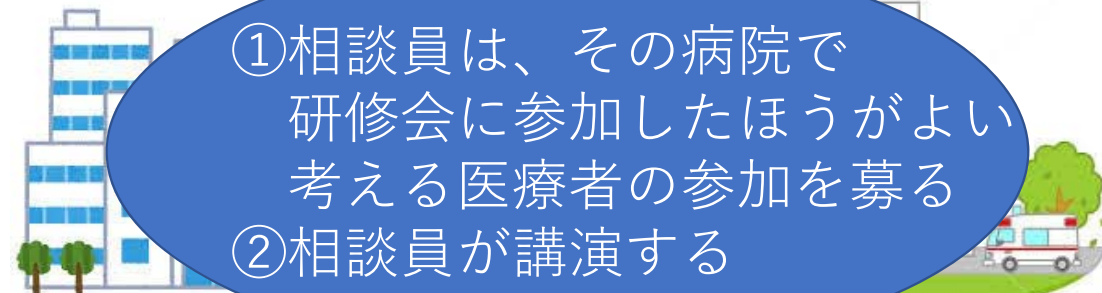 ①相談員は、その病院で
研修会に参加したほうがよい
考える医療者の参加を募る
②相談員が講演する